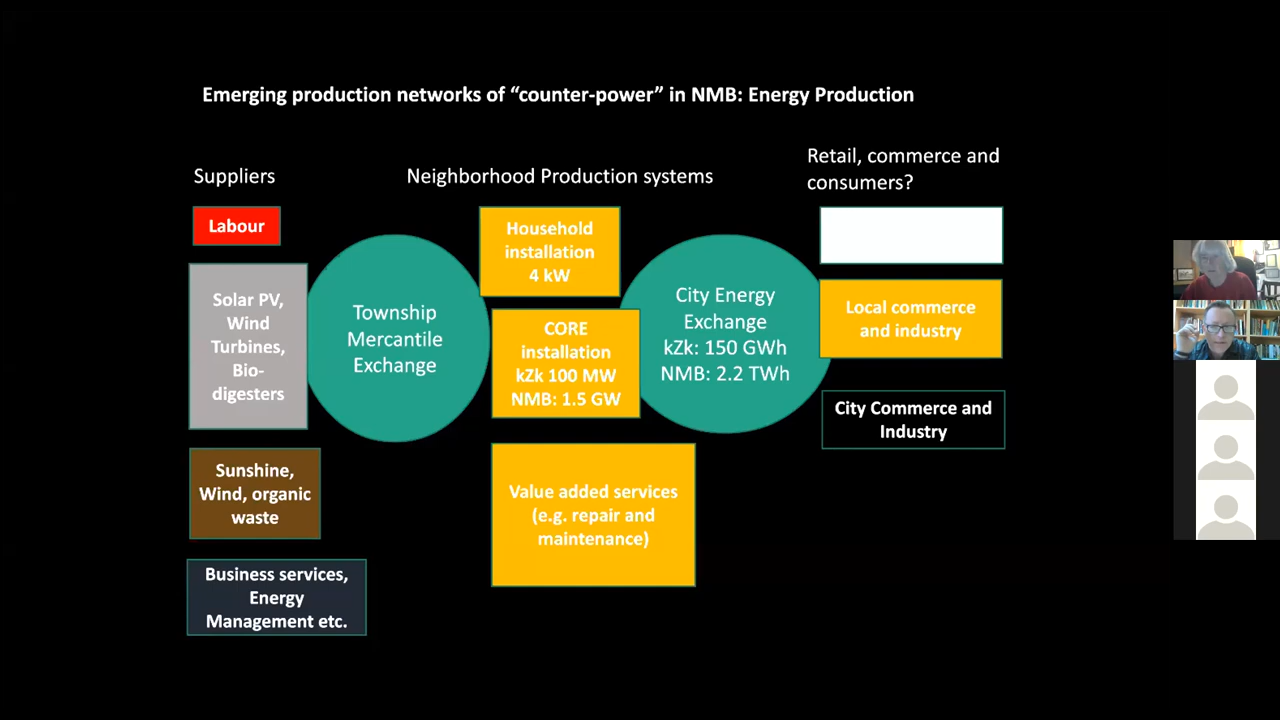 Emerging production networks of “counter-power” in NMB: Energy Production
Suppliers
Labour
Solar PV,
Wind
Turbines,
Bio-
digesters
Sunshine,
Wind, organic
waste
Business services,
Energy
Management etc.
Township
Mercantile
Exchange
Neighborhood Production systems
Household
installation
4 kW
CORE
installation
kZk 100 MW
NMB: 1.5 GW
Value added services
(e.g. repair and
maintenance)
City Energy
Exchange
kZk: 150 GWh
NMB: 2.2 TWh
Retail, commerce and
consumers?
Local commerce
and industry
City Commerce and
Industry